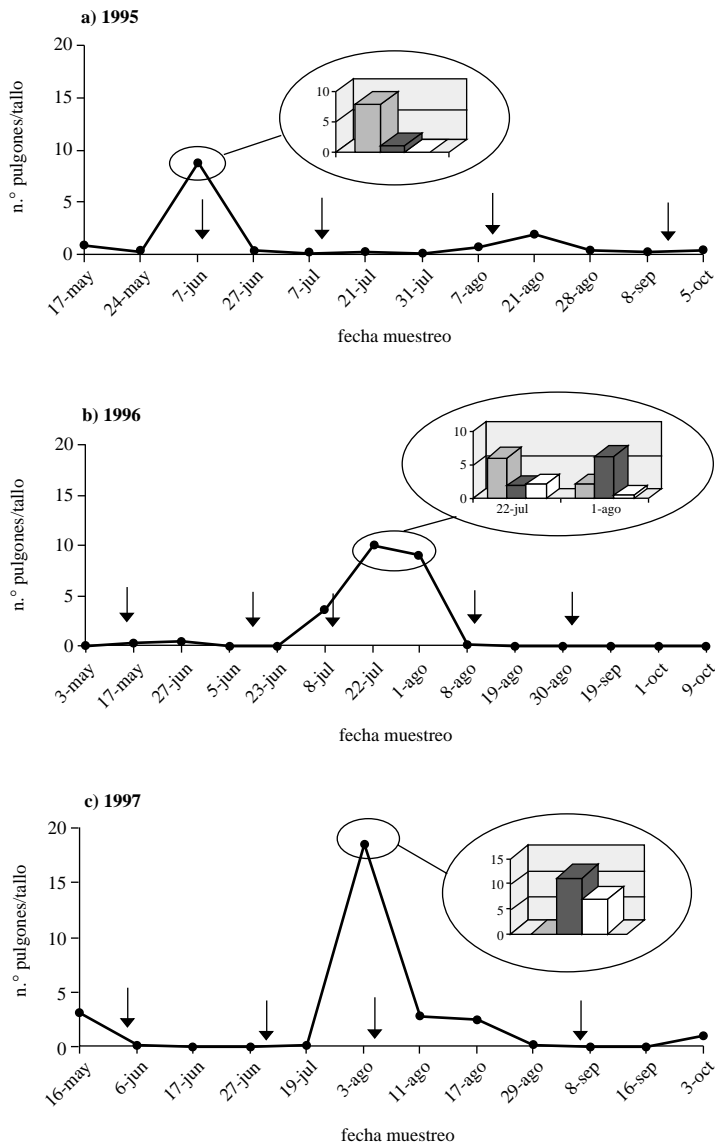 a) 1995
n.° pulgones/tallo
20
15
10
5
0
10
5
0
17-may
24-may
7-jun
27-jun
7-jul
21-jul
31-jul
7-ago
21-ago
28-ago
8-sep
5-oct
fecha muestreo
b) 1996
n.° pulgones/tallo
20
15
10
5
0
10
5
0
22-jul
1-ago
3-may
17-may
27-jun
5-jun
23-jun
8-jul
22-jul
1-ago
8-ago
19-ago
30-ago
19-sep
1-oct
9-oct
fecha muestreo
c) 1997
n.° pulgones/tallo
20
15
10
5
0
15
10
5
0
16-may
6-jun
17-jun
27-jun
19-jul
3-ago
11-ago
17-ago
29-ago
8-sep
16-sep
3-oct
fecha muestreo